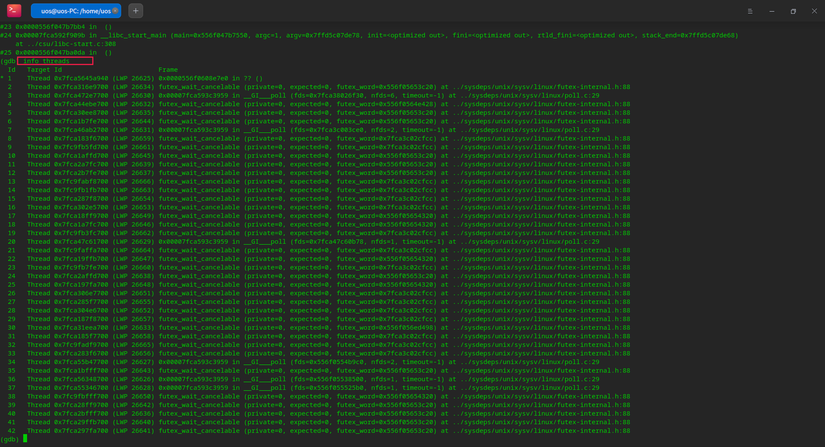 uos@uos-PC: /home/uos
#23 0x0000556f047b7bb4 in ()
#24 0x00007fca592f909b in __libc_start_main (main=0x556f047b7550, argc=1, argv=0x7ffd5c07de78, init=<optimized out>, fini=<optimized out>, rtld_fini=<optimized out>, stack_end=0x7ffd5c07de68)
at ../csu/libc-start.c:308
#25 0x0000556f047ba0da in ()
(gdb) info threads
Id Target Id Frame
* 1 Thread 0x7fca5645a940 (LWP 26625) 0x0000556f0608e7e0 in ?? ()
2 Thread 0x7fca316e9700 (LWP 26634) futex_wait_cancelable (private=0, expected=0, futex_word=0x556f05653c20) at ../sysdeps/unix/sysv/linux/futex-internal.h:88
3 Thread 0x7fca472e7700 (LWP 26630) 0x00007fca593c3959 in __GI___poll (fds=0x7fca38026f30, nfds=6, timeout=-1) at ../sysdeps/unix/sysv/linux/poll.c:29
4 Thread 0x7fca44ebe700 (LWP 26632) futex_wait_cancelable (private=0, expected=0, futex_word=0x556f0564e428) at ../sysdeps/unix/sysv/linux/futex-internal.h:88
5 Thread 0x7fca30ee8700 (LWP 26635) futex_wait_cancelable (private=0, expected=0, futex_word=0x556f05653c20) at ../sysdeps/unix/sysv/linux/futex-internal.h:88
6 Thread 0x7fca1b7fe700 (LWP 26644) futex_wait_cancelable (private=0, expected=0, futex_word=0x556f05653c20) at ../sysdeps/unix/sysv/linux/futex-internal.h:88
7 Thread 0x7fca46ab2700 (LWP 26631) 0x00007fca593c3959 in __GI___poll (fds=0x7fca3c003ce0, nfds=2, timeout=-1) at ../sysdeps/unix/sysv/linux/poll.c:29
8 Thread 0x7fca183f6700 (LWP 26659) futex_wait_cancelable (private=0, expected=0, futex_word=0x7fca3c02cfcc) at ../sysdeps/unix/sysv/linux/futex-internal.h:88
9 Thread 0x7fc9fb5fd700 (LWP 26661) futex_wait_cancelable (private=0, expected=0, futex_word=0x7fca3c02cfcc) at ../sysdeps/unix/sysv/linux/futex-internal.h:88
10 Thread 0x7fca1affd700 (LWP 26645) futex_wait_cancelable (private=0, expected=0, futex_word=0x556f05653c20) at ../sysdeps/unix/sysv/linux/futex-internal.h:88
11 Thread 0x7fca2a7fc700 (LWP 26639) futex_wait_cancelable (private=0, expected=0, futex_word=0x556f05653c20) at ../sysdeps/unix/sysv/linux/futex-internal.h:88
12 Thread 0x7fca2b7fe700 (LWP 26637) futex_wait_cancelable (private=0, expected=0, futex_word=0x556f05653c20) at ../sysdeps/unix/sysv/linux/futex-internal.h:88
13 Thread 0x7fc9fabf8700 (LWP 26666) futex_wait_cancelable (private=0, expected=0, futex_word=0x7fca3c02cfcc) at ../sysdeps/unix/sysv/linux/futex-internal.h:88
14 Thread 0x7fc9fb1fb700 (LWP 26663) futex_wait_cancelable (private=0, expected=0, futex_word=0x7fca3c02cfcc) at ../sysdeps/unix/sysv/linux/futex-internal.h:88
15 Thread 0x7fca287f8700 (LWP 26654) futex_wait_cancelable (private=0, expected=0, futex_word=0x7fca3c02cfcc) at ../sysdeps/unix/sysv/linux/futex-internal.h:88
16 Thread 0x7fca302e5700 (LWP 26653) futex_wait_cancelable (private=0, expected=0, futex_word=0x7fca3c02cfcc) at ../sysdeps/unix/sysv/linux/futex-internal.h:88
17 Thread 0x7fca18ff9700 (LWP 26649) futex_wait_cancelable (private=0, expected=0, futex_word=0x556f05654320) at ../sysdeps/unix/sysv/linux/futex-internal.h:88
18 Thread 0x7fca1a7fc700 (LWP 26646) futex_wait_cancelable (private=0, expected=0, futex_word=0x556f05654320) at ../sysdeps/unix/sysv/linux/futex-internal.h:88
19 Thread 0x7fc9fb3fc700 (LWP 26662) futex_wait_cancelable (private=0, expected=0, futex_word=0x7fca3c02cfcc) at ../sysdeps/unix/sysv/linux/futex-internal.h:88
20 Thread 0x7fca47c61700 (LWP 26629) 0x00007fca593c3959 in __GI___poll (fds=0x7fca47c60b78, nfds=1, timeout=-1) at ../sysdeps/unix/sysv/linux/poll.c:29
21 Thread 0x7fc9faffa700 (LWP 26664) futex_wait_cancelable (private=0, expected=0, futex_word=0x7fca3c02cfcc) at ../sysdeps/unix/sysv/linux/futex-internal.h:88
22 Thread 0x7fca19ffb700 (LWP 26647) futex_wait_cancelable (private=0, expected=0, futex_word=0x556f05654320) at ../sysdeps/unix/sysv/linux/futex-internal.h:88
23 Thread 0x7fc9fb7fe700 (LWP 26660) futex_wait_cancelable (private=0, expected=0, futex_word=0x7fca3c02cfcc) at ../sysdeps/unix/sysv/linux/futex-internal.h:88
24 Thread 0x7fca2affd700 (LWP 26638) futex_wait_cancelable (private=0, expected=0, futex_word=0x556f05653c20) at ../sysdeps/unix/sysv/linux/futex-internal.h:88
25 Thread 0x7fca197fa700 (LWP 26648) futex_wait_cancelable (private=0, expected=0, futex_word=0x556f05654320) at ../sysdeps/unix/sysv/linux/futex-internal.h:88
26 Thread 0x7fca306e7700 (LWP 26651) futex_wait_cancelable (private=0, expected=0, futex_word=0x7fca3c02cfcc) at ../sysdeps/unix/sysv/linux/futex-internal.h:88
27 Thread 0x7fca285f7700 (LWP 26655) futex_wait_cancelable (private=0, expected=0, futex_word=0x7fca3c02cfcc) at ../sysdeps/unix/sysv/linux/futex-internal.h:88
28 Thread 0x7fca304e6700 (LWP 26652) futex_wait_cancelable (private=0, expected=0, futex_word=0x7fca3c02cfcc) at ../sysdeps/unix/sysv/linux/futex-internal.h:88
29 Thread 0x7fca187f8700 (LWP 26657) futex_wait_cancelable (private=0, expected=0, futex_word=0x7fca3c02cfcc) at ../sysdeps/unix/sysv/linux/futex-internal.h:88
30 Thread 0x7fca31eea700 (LWP 26633) futex_wait_cancelable (private=0, expected=0, futex_word=0x556f056ed498) at ../sysdeps/unix/sysv/linux/futex-internal.h:88
31 Thread 0x7fca185f7700 (LWP 26658) futex_wait_cancelable (private=0, expected=0, futex_word=0x7fca3c02cfcc) at ../sysdeps/unix/sysv/linux/futex-internal.h:88
32 Thread 0x7fc9fadf9700 (LWP 26665) futex_wait_cancelable (private=0, expected=0, futex_word=0x7fca3c02cfcc) at ../sysdeps/unix/sysv/linux/futex-internal.h:88
33 Thread 0x7fca283f6700 (LWP 26656) futex_wait_cancelable (private=0, expected=0, futex_word=0x7fca3c02cfcc) at ../sysdeps/unix/sysv/linux/futex-internal.h:88
34 Thread 0x7fca55b47700 (LWP 26627) 0x00007fca593c3959 in __GI___poll (fds=0x556f0554b9c0, nfds=2, timeout=-1) at ../sysdeps/unix/sysv/linux/poll.c:29
35 Thread 0x7fca1bfff700 (LWP 26643) futex_wait_cancelable (private=0, expected=0, futex_word=0x556f05653c20) at ../sysdeps/unix/sysv/linux/futex-internal.h:88
36 Thread 0x7fca56348700 (LWP 26626) 0x00007fca593c3959 in __GI___poll (fds=0x556f05538500, nfds=1, timeout=-1) at ../sysdeps/unix/sysv/linux/poll.c:29
37 Thread 0x7fca55346700 (LWP 26628) 0x00007fca593c3959 in __GI___poll (fds=0x556f055525b0, nfds=2, timeout=-1) at ../sysdeps/unix/sysv/linux/poll.c:29
38 Thread 0x7fc9fbfff700 (LWP 26650) futex_wait_cancelable (private=0, expected=0, futex_word=0x556f05654320) at ../sysdeps/unix/sysv/linux/futex-internal.h:88
39 Thread 0x7fca28ff9700 (LWP 26642) futex_wait_cancelable (private=0, expected=0, futex_word=0x556f05653c20) at ../sysdeps/unix/sysv/linux/futex-internal.h:88
40 Thread 0x7fca2bfff700 (LWP 26636) futex_wait_cancelable (private=0, expected=0, futex_word=0x556f05653c20) at ../sysdeps/unix/sysv/linux/futex-internal.h:88
41 Thread 0x7fca29ffb700 (LWP 26640) futex_wait_cancelable (private=0, expected=0, futex_word=0x556f05653c20) at ../sysdeps/unix/sysv/linux/futex-internal.h:88
42 Thread 0x7fca297fa700 (LWP 26641) futex_wait_cancelable (private=0, expected=0, futex_word=0x556f05653c20) at ../sysdeps/unix/sysv/linux/futex-internal.h:88
(gdb)